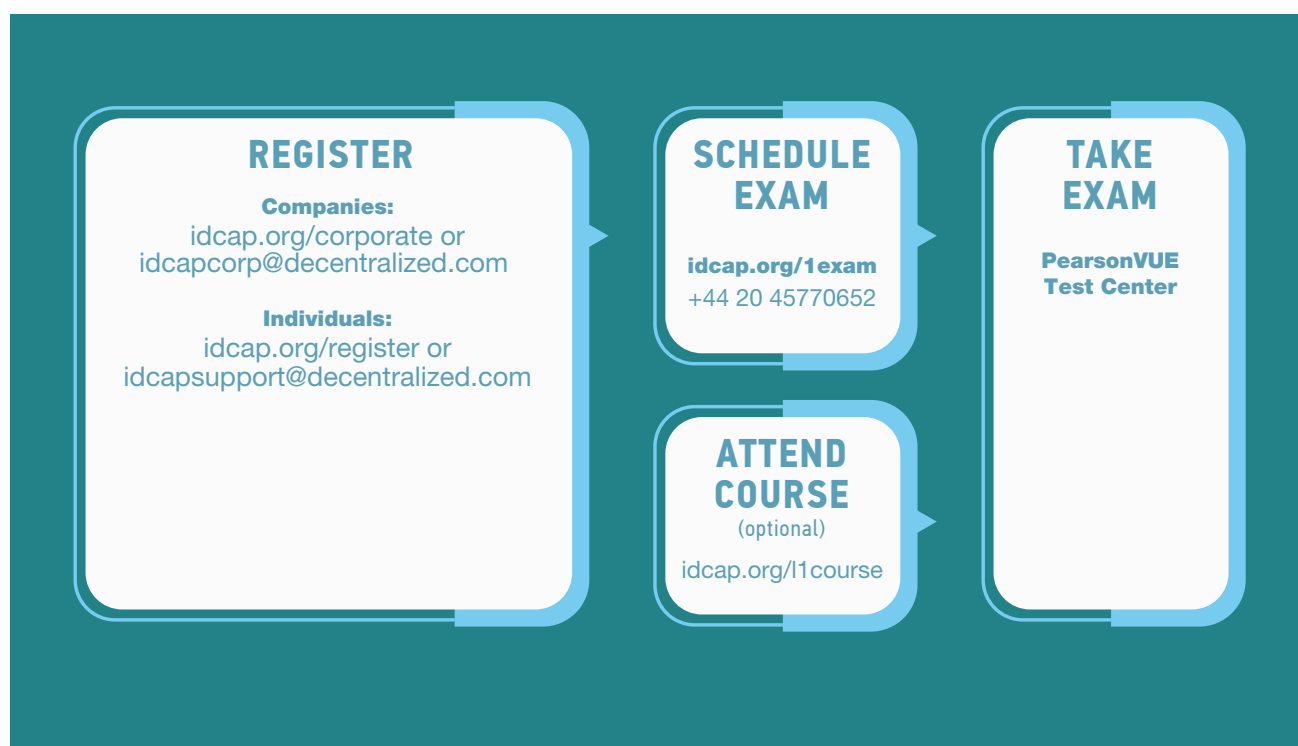 REGISTER
Companies:
idcap.org/corporate or
idcapcorp@decentralized.com
Individuals:
idcap.org/register or
idcapsupport@decentralized.com
SCHEDULE
EXAM
idcap.org/1exam
+44 20 45770652
ATTEND
COURSE
(optional)
idcap.org/l1course
TAKE
EXAM
PearsonVUE
Test Center